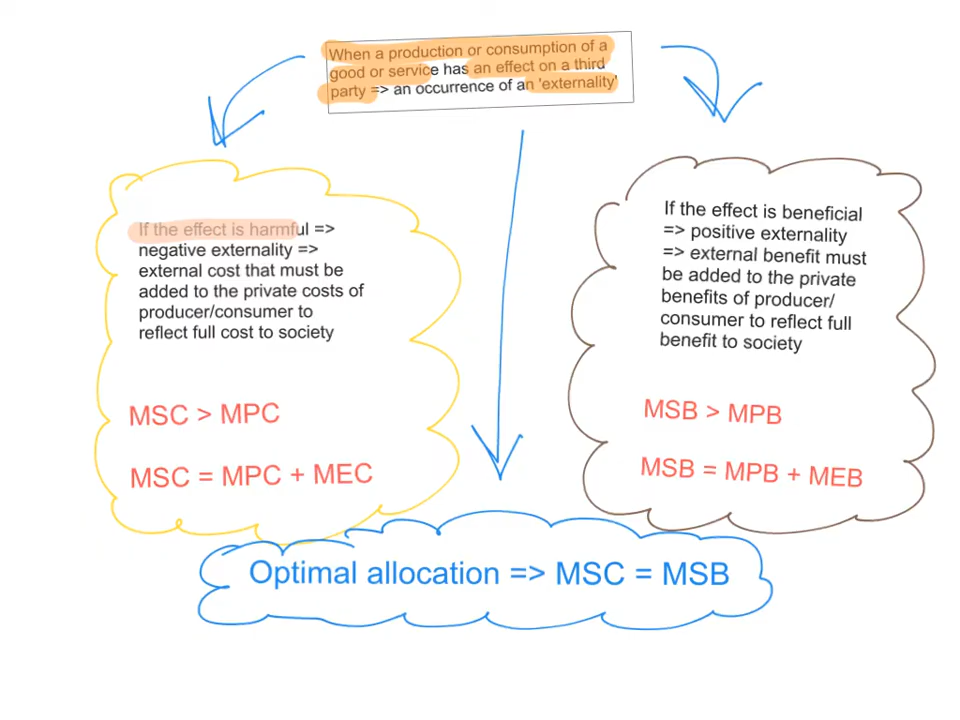 When a production or consumption of a
good or service has an effect on a third
party => an occurrence of an 'externality'
If the effect is harmful =>
negative externality =>
external cost that must be
added to the private costs of
producer/consumer to
reflect full cost to society
MSC > MPC
MSC = MPC + MEC
If the effect is beneficial
=> positive externality
=> external benefit must
be added to the private
benefits of producer/
consumer to reflect full
benefit to society
MSB > MPB
MSB = MPB + MEB
Optimal allocation => MSC = MSB